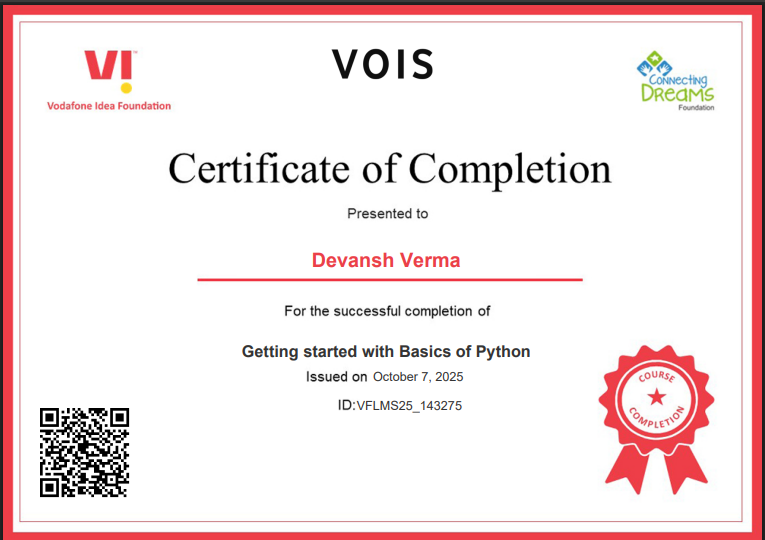 VI
Vodafone Idea Foundation
VOIS
CONNECTING
DREAMS
Foundation
Certificate of Completion
Presented to
Devansh Verma
For the successful completion of
Getting started with Basics of Python
Issued on October 7, 2025
ID:VFLMS25_143275
COURSE
COMPLETION